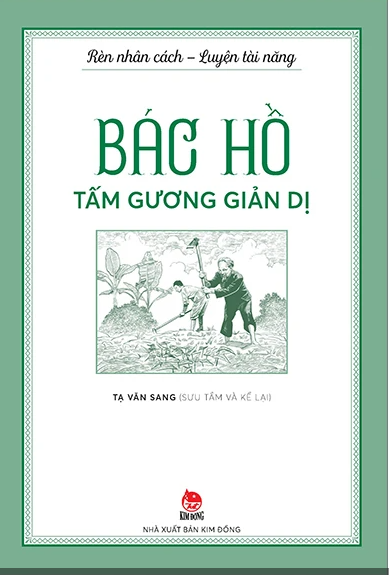 Rèn nhân cách – Luyện tài năng
BÁC HỒ
TẤM GƯƠNG GIẢN DỊ
TẠ VĂN SANG (SƯU TẦM VÀ KỂ LẠI)
KIM ĐỒNG
NHÀ XUẤT BẢN KIM ĐỒNG